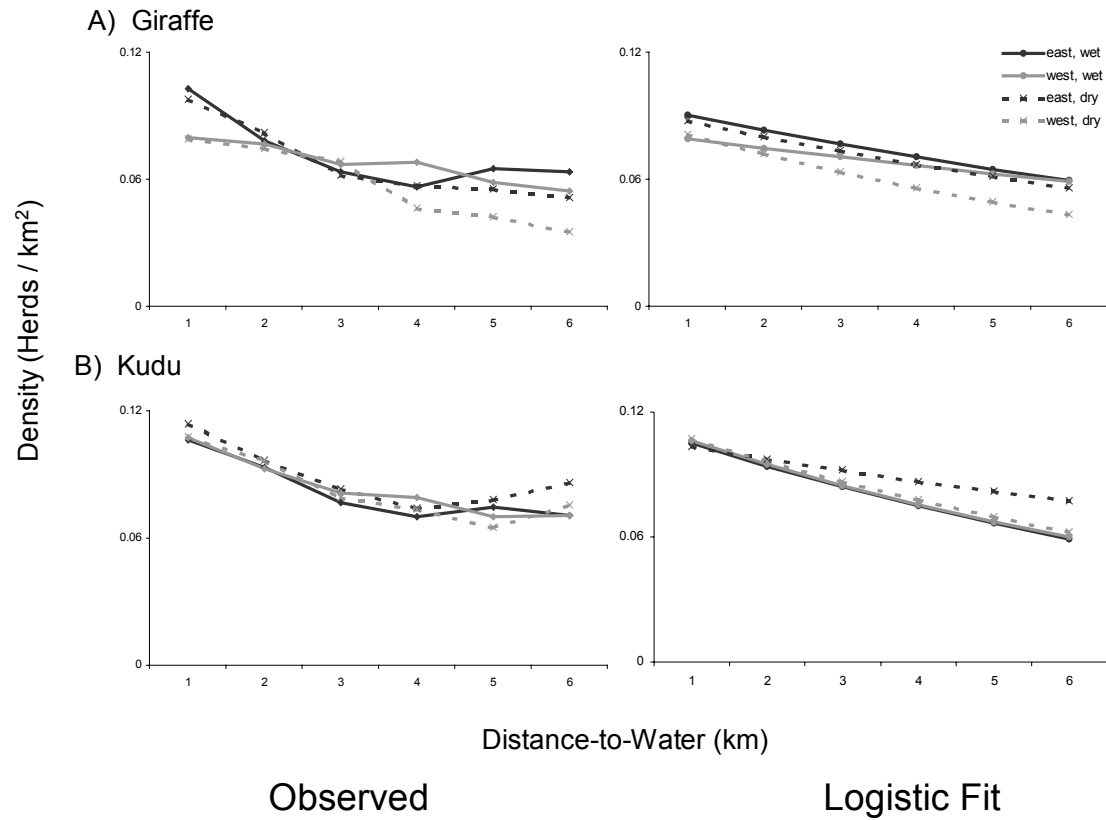 A) Giraffe
0.12
0.06
0
1 2 3 4 5 6
1 2 3 4 5 6
east, wet
west, wet
east, dry
west, dry
B) Kudu
0.12
0.06
0
1 2 3 4 5 6
0.12
0.06
0
1 2 3 4 5 6
Density (Herds / km²)
Distance-to-Water (km)
Observed
Logistic Fit
0.12
0.06
0